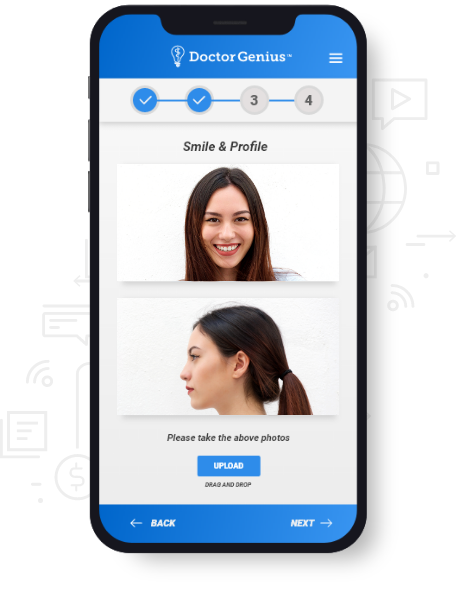 Doctor Genius™
3 4
Smile & Profile
Please take the above photos
UPLOAD
DRAG AND DROP
BACK NEXT